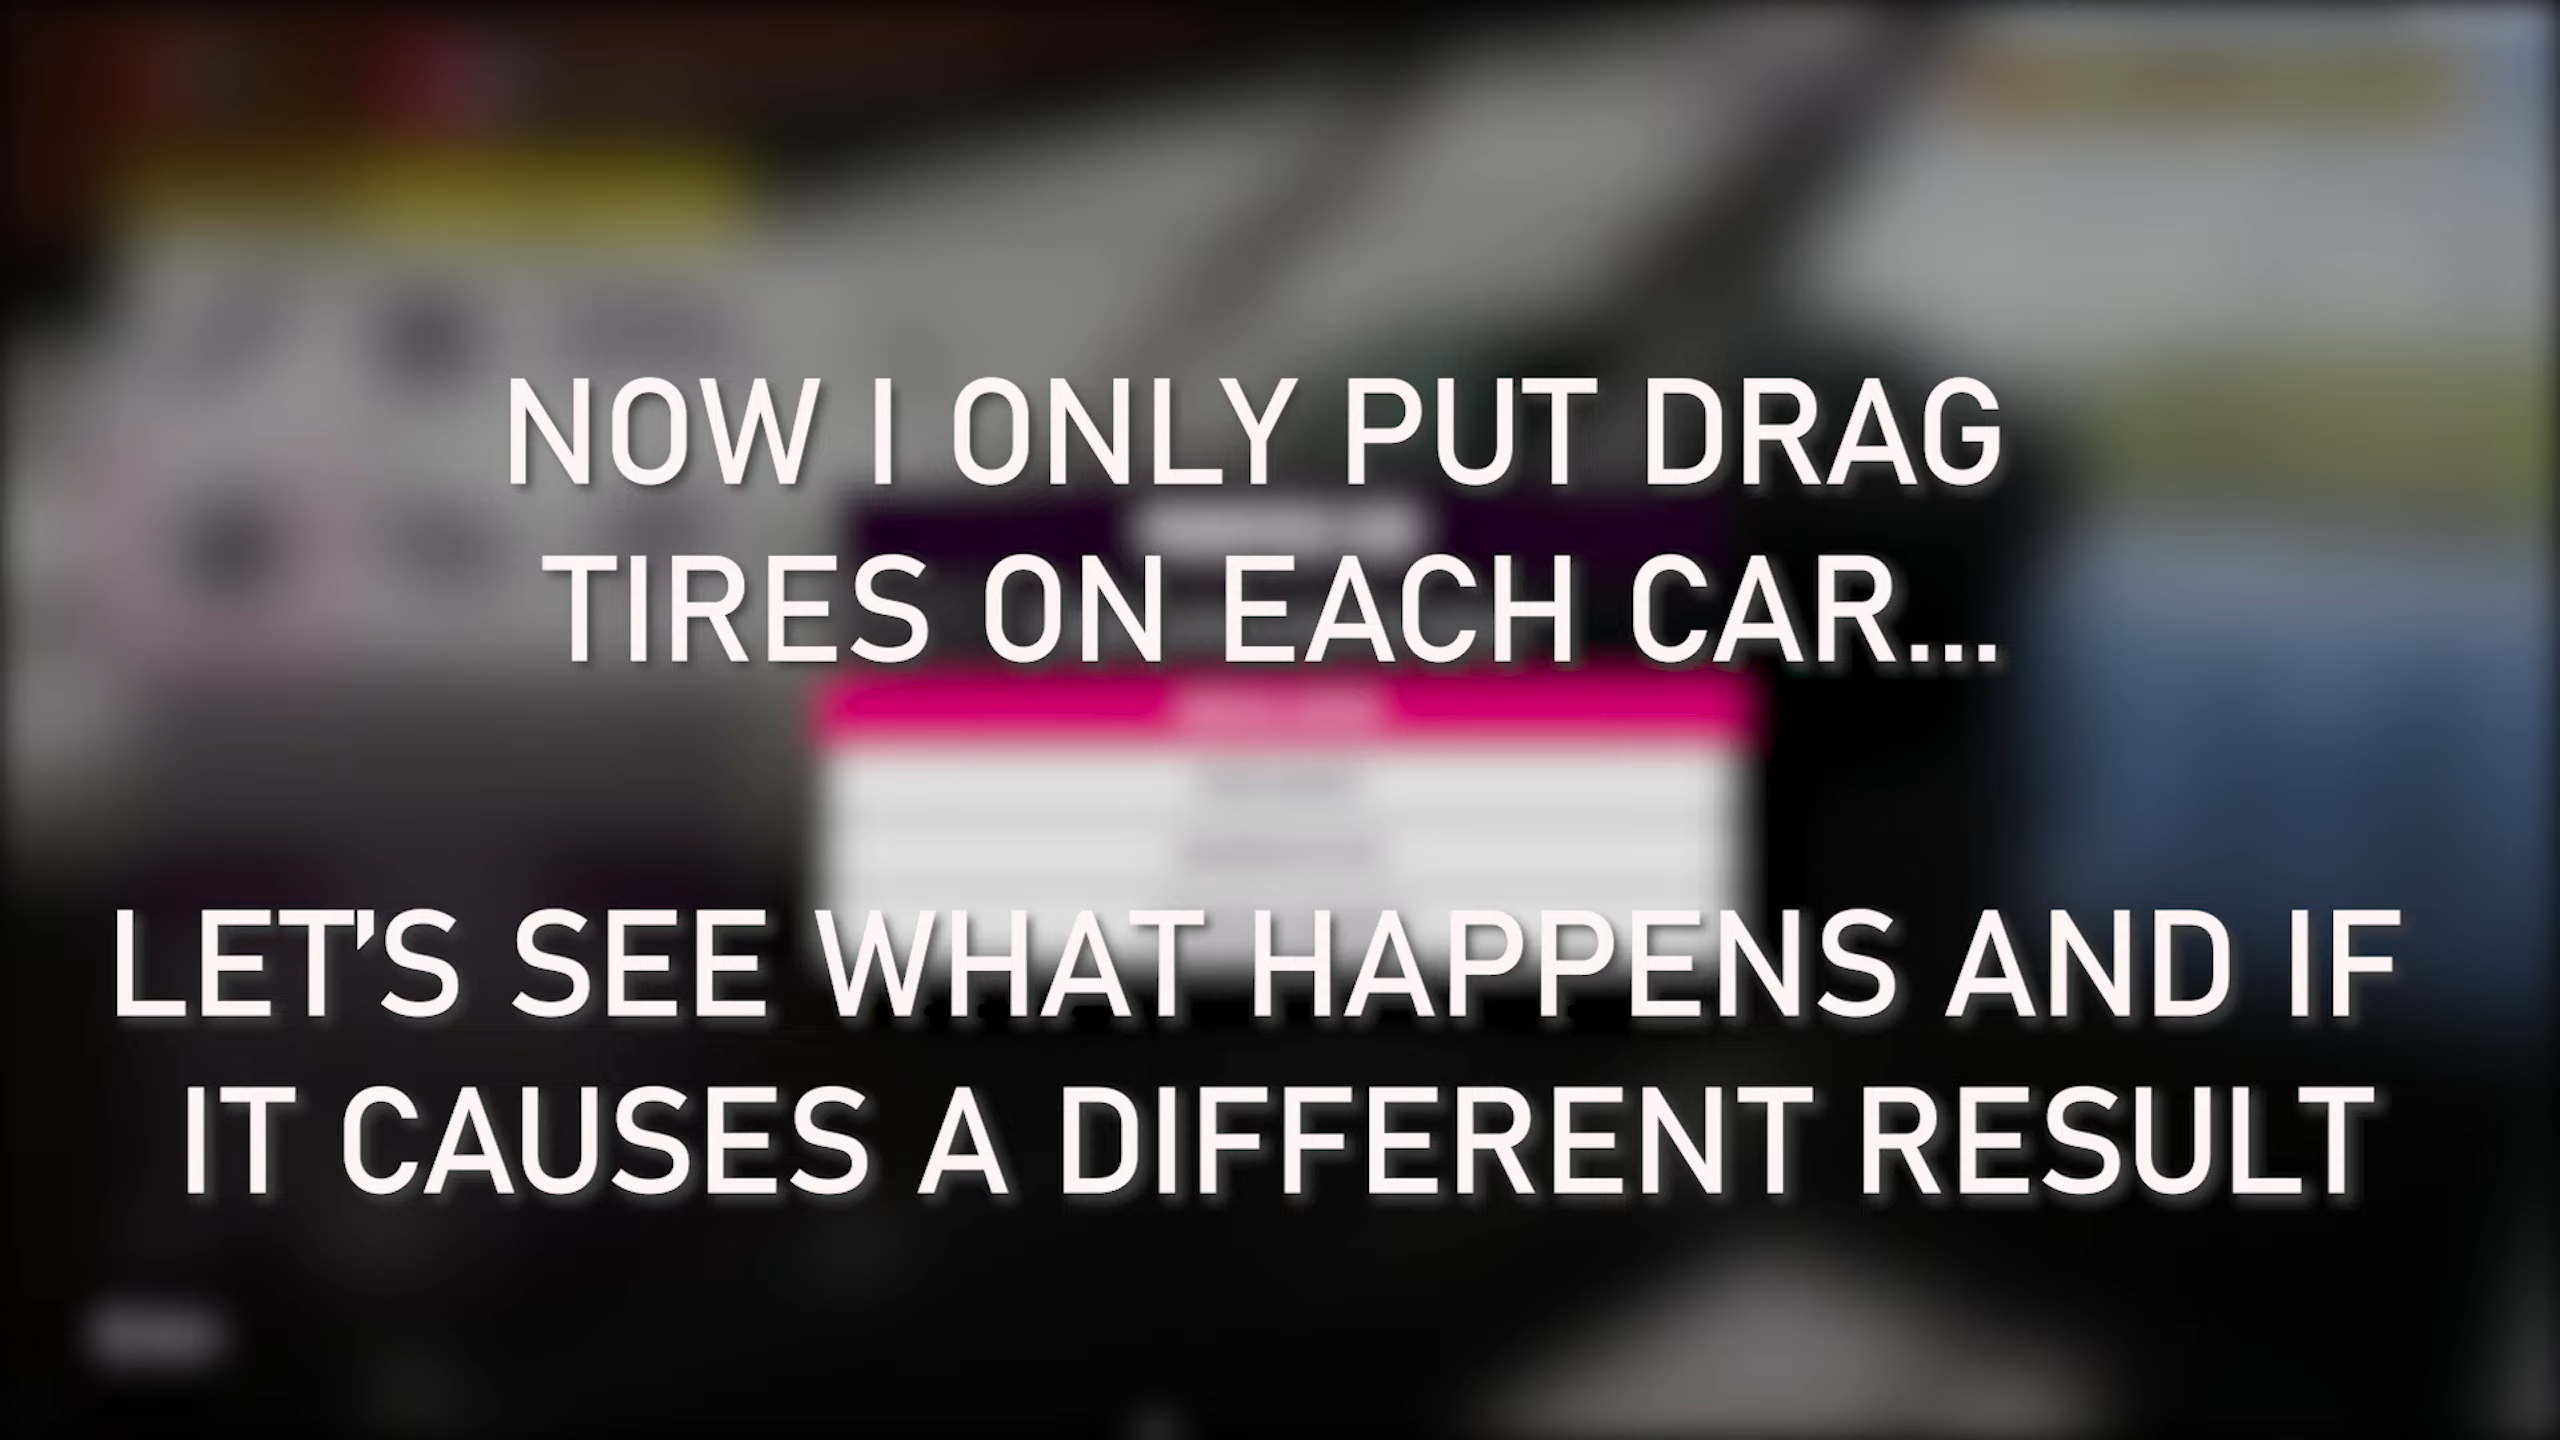 NOW I ONLY PUT DRAG
TIRES ON EACH CAR...
LET'S SEE WHAT HAPPENS AND IF
IT CAUSES A DIFFERENT RESULT